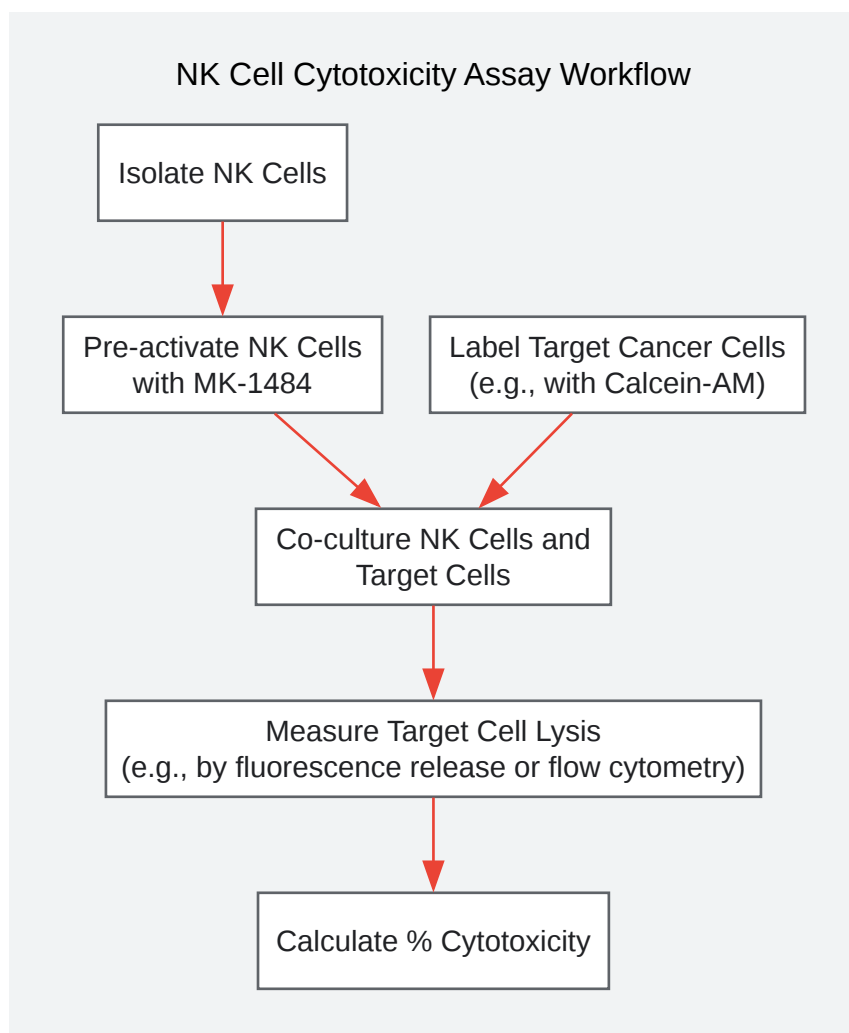 NK Cell Cytotoxicity Assay Workflow
Isolate NK Cells
Pre-activate NK Cells
with MK-1484
Label Target Cancer Cells
(e.g., with Calcein-AM)
Co-culture NK Cells and
Target Cells
Measure Target Cell Lysis
(e.g., by fluorescence release or flow cytometry)
Calculate % Cytotoxicity